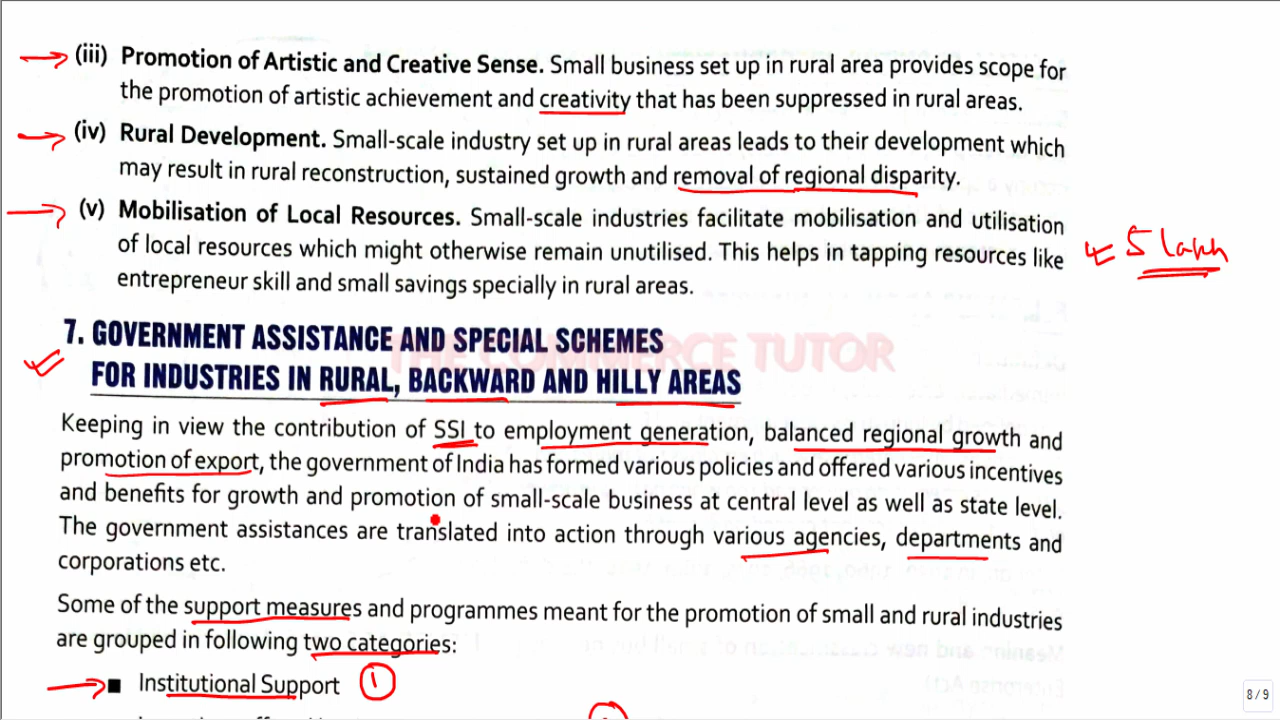 (iii) Promotion of Artistic and Creative Sense. Small business set up in rural area provides scope for
the promotion of artistic achievement and creativity that has been suppressed in rural areas.
(iv) Rural Development. Small-scale industry set up in rural areas leads to their development which
may result in rural reconstruction, sustained growth and removal of regional disparity.
(v) Mobilisation of Local Resources. Small-scale industries facilitate mobilisation and utilisation
of local resources which might otherwise remain unutilised. This helps in tapping resources like
entrepreneur skill and small savings specially in rural areas.
5 lakh
7. GOVERNMENT ASSISTANCE AND SPECIAL SCHEMES
THE COMMERCE TUTOR
FOR INDUSTRIES IN RURAL, BACKWARD AND HILLY AREAS
Keeping in view the contribution of SSI to employment generation, balanced regional growth and
promotion of export, the government of India has formed various policies and offered various incentives
and benefits for growth and promotion of small-scale business at central level as well as state level.
The government assistances are translated into action through various agencies, departments and
corporations etc.
Some of the support measures and programmes meant for the promotion of small and rural industries
are grouped in following two categories:
■ Institutional Support 1
8 / 9